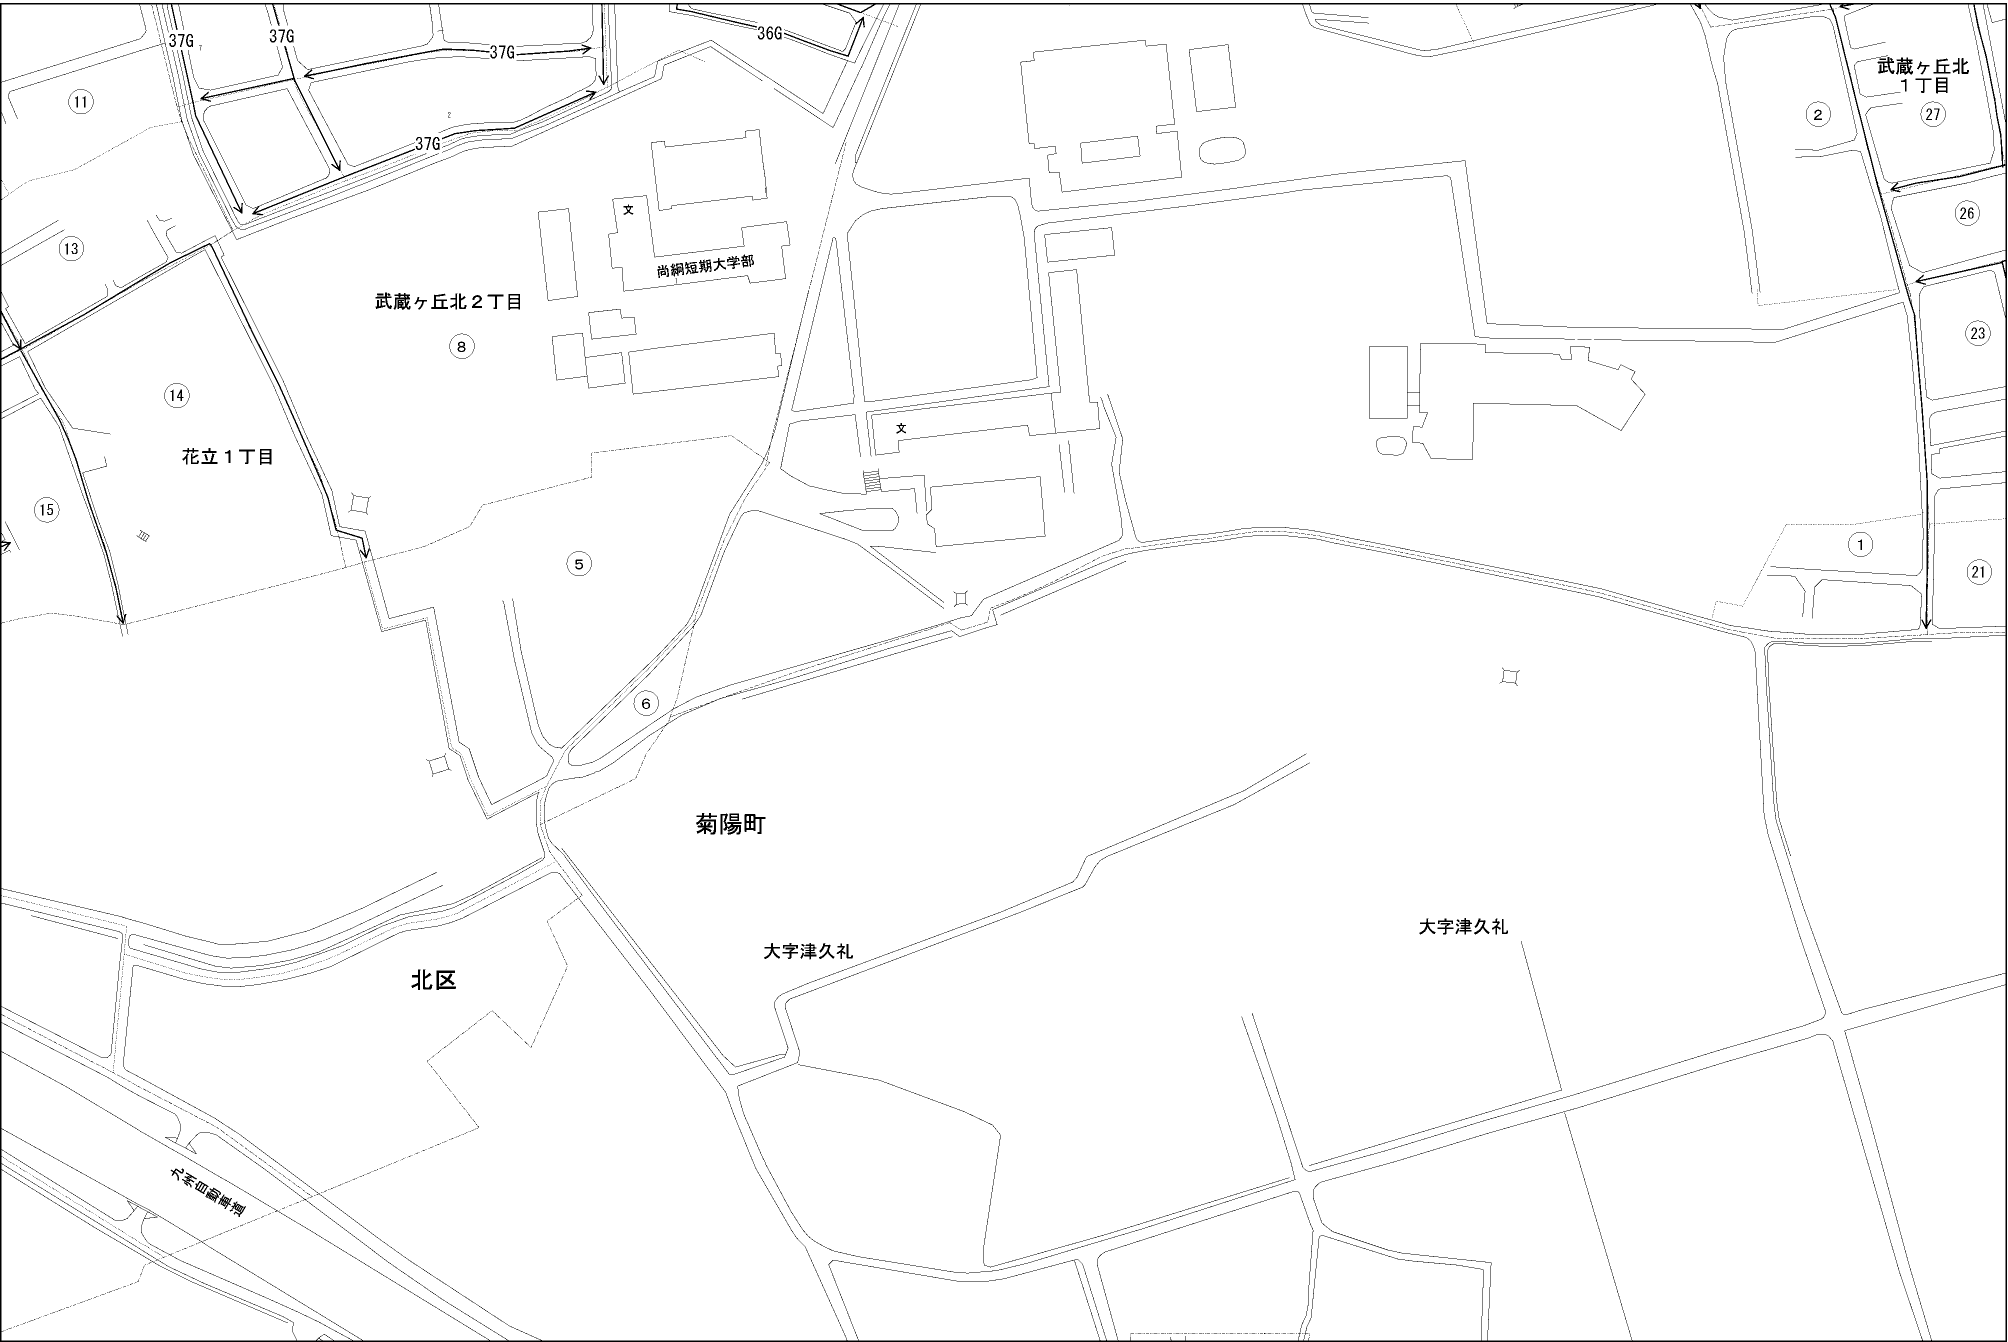 37G
37G
37G
36G
武蔵ヶ丘北
１丁目
11
2
27
37G
文
26
13
尚絅短期大学部
武蔵ヶ丘北２丁目
23
8
14
文
花立１丁目
15
1
5
21
6
菊陽町
大字津久礼
大字津久礼
北区
九州自動車道